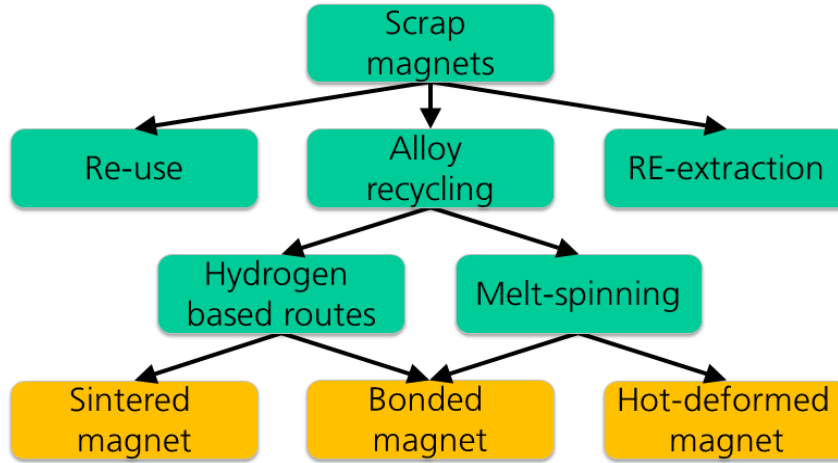 Scrap
magnets
Re-use
Alloy
recycling
RE-extraction
Hydrogen
based routes
Melt-spinning
Sintered
magnet
Bonded
magnet
Hot-deformed
magnet